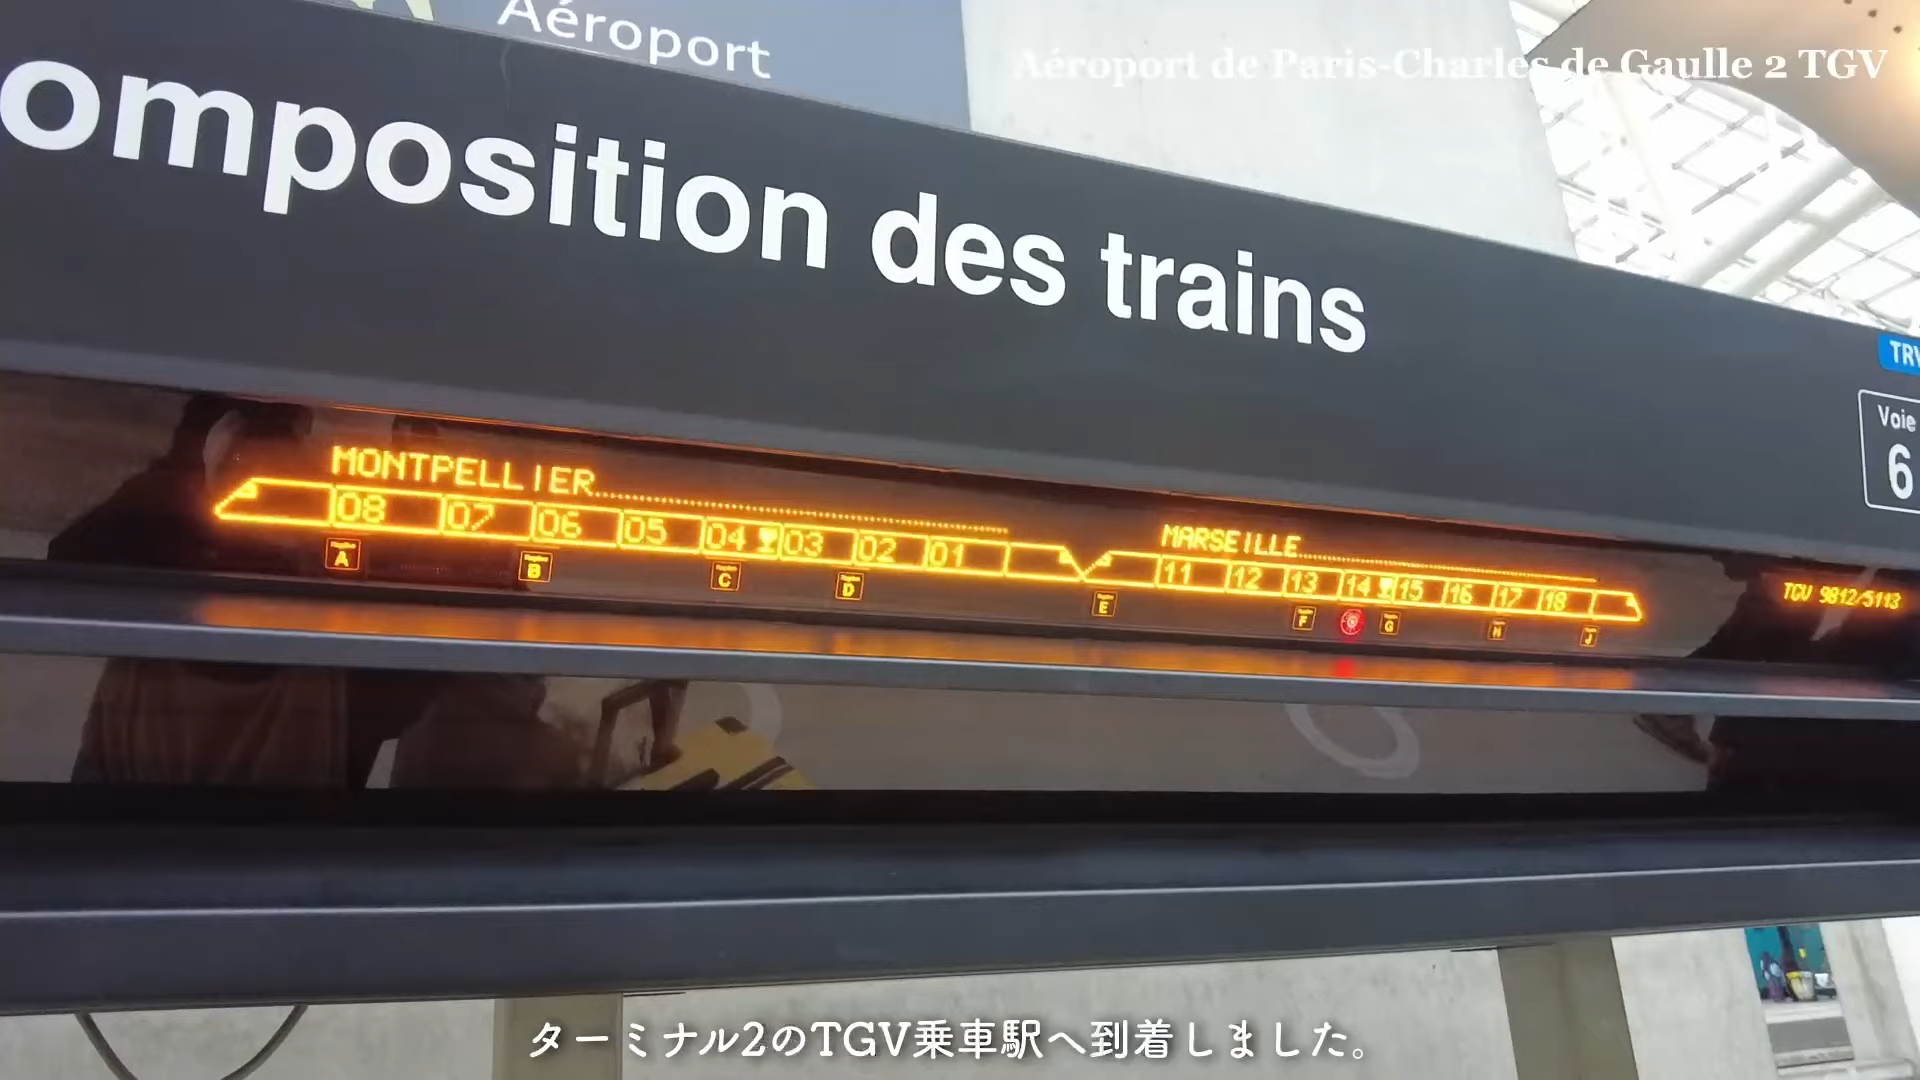 Aéroport
Aéroport de Paris-Charles de Gaulle 2 TGV
omposition des trains
Voie
6
MONTPELLIER
08 07 06 05 04 03 02 01
MARSEILLE
11 12 13 14 15 16 17 18
A B C D E F G H J
TGV 9812/5113
ターミナル2のTGV乗車駅へ到着しました。